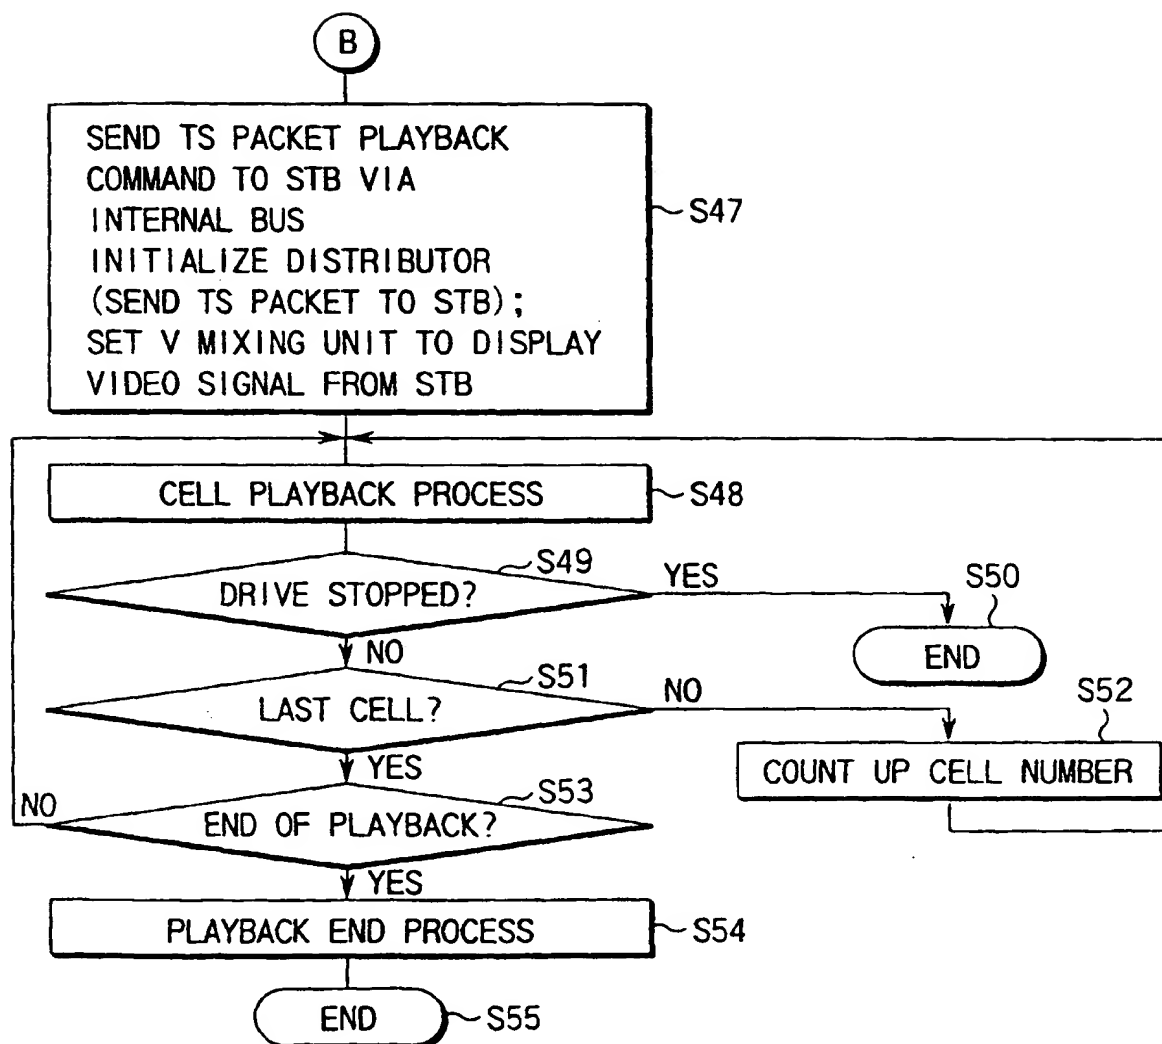 B
SEND TS PACKET PLAYBACK
COMMAND TO STB VIA
INTERNAL BUS
INITIALIZE DISTRIBUTOR
(SEND TS PACKET TO STB);
SET V MIXING UNIT TO DISPLAY
VIDEO SIGNAL FROM STB
S47
CELL PLAYBACK PROCESS
S48
S49
DRIVE STOPPED?
YES
S50
END
NO
S51
LAST CELL?
NO
S52
COUNT UP CELL NUMBER
YES
S53
NO
END OF PLAYBACK?
YES
PLAYBACK END PROCESS
S54
END
S55